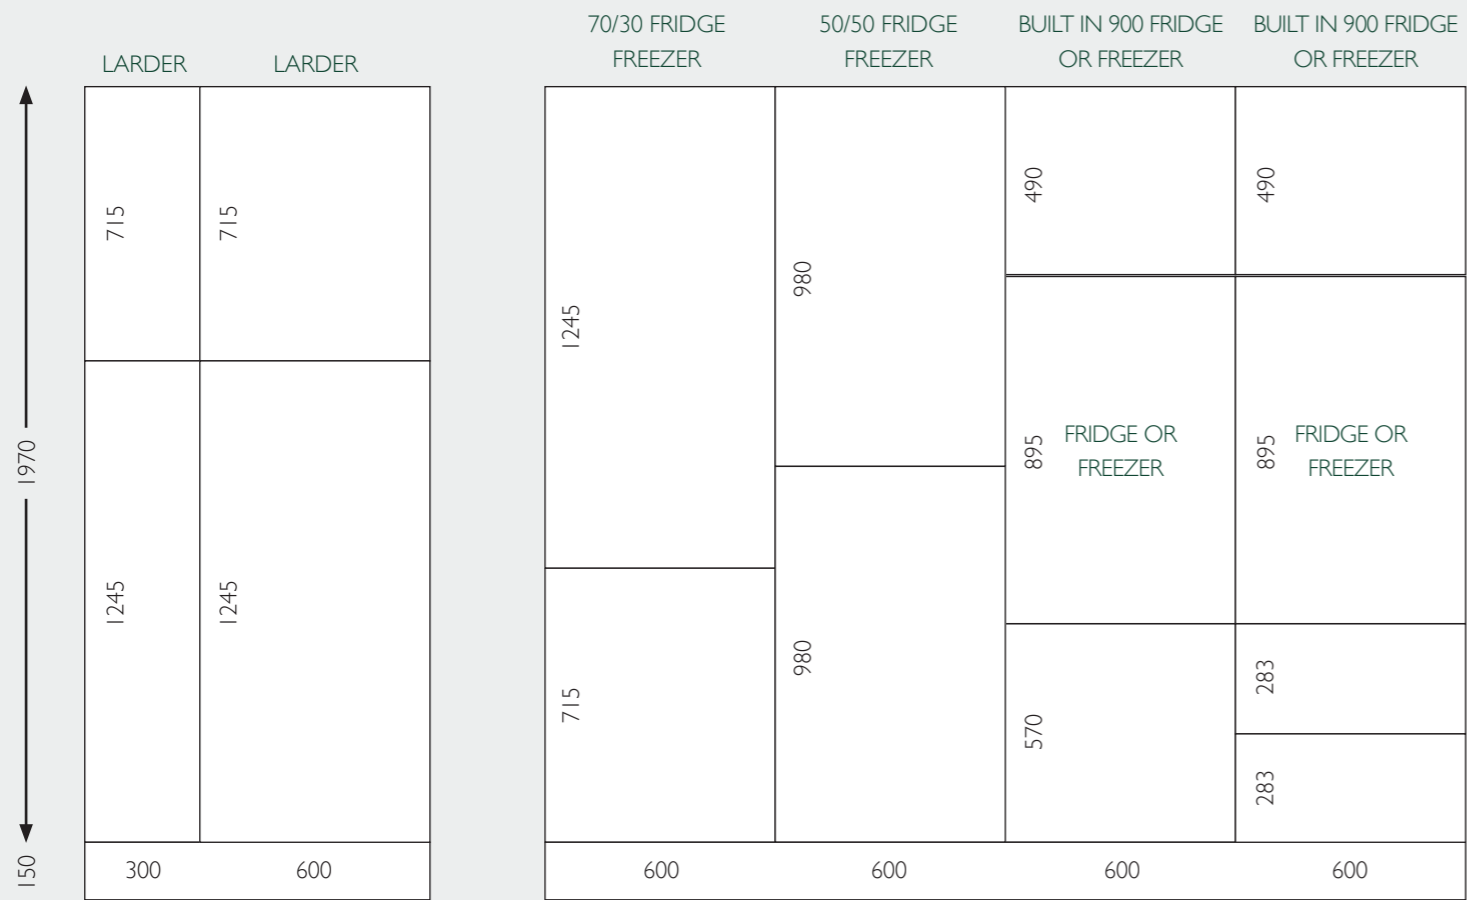 LARDER
LARDER
70/30 FRIDGE
FREEZER
50/50 FRIDGE
FREEZER
BUILT IN 900 FRIDGE
OR FREEZER
BUILT IN 900 FRIDGE
OR FREEZER
1970
150
715
1245
300
715
1245
600
1245
715
600
980
980
600
490
895
FRIDGE OR
FREEZER
570
600
490
895
FRIDGE OR
FREEZER
283
283
600